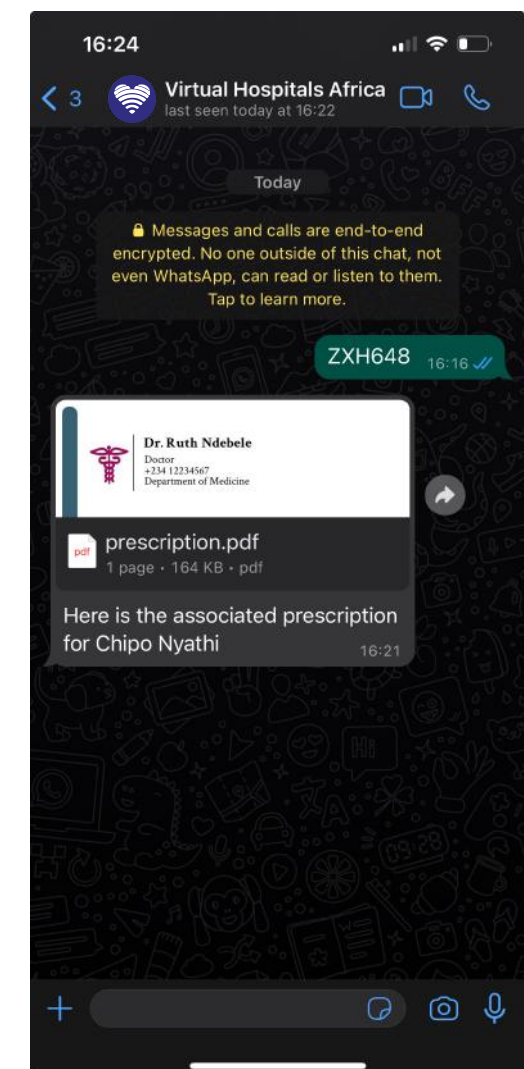 16:24
3
Virtual Hospitals Africa
last seen today at 16:22
Today
Messages and calls are end-to-end
encrypted. No one outside of this chat, not
even WhatsApp, can read or listen to them.
Tap to learn more.
ZXH648 16:16
Dr. Ruth Ndebele
Doctor
+234 12234567
Department of Medicine
pdf
prescription.pdf
1 page • 164 KB • pdf
Here is the associated prescription
for Chipo Nyathi
16:21
Hi
09:28